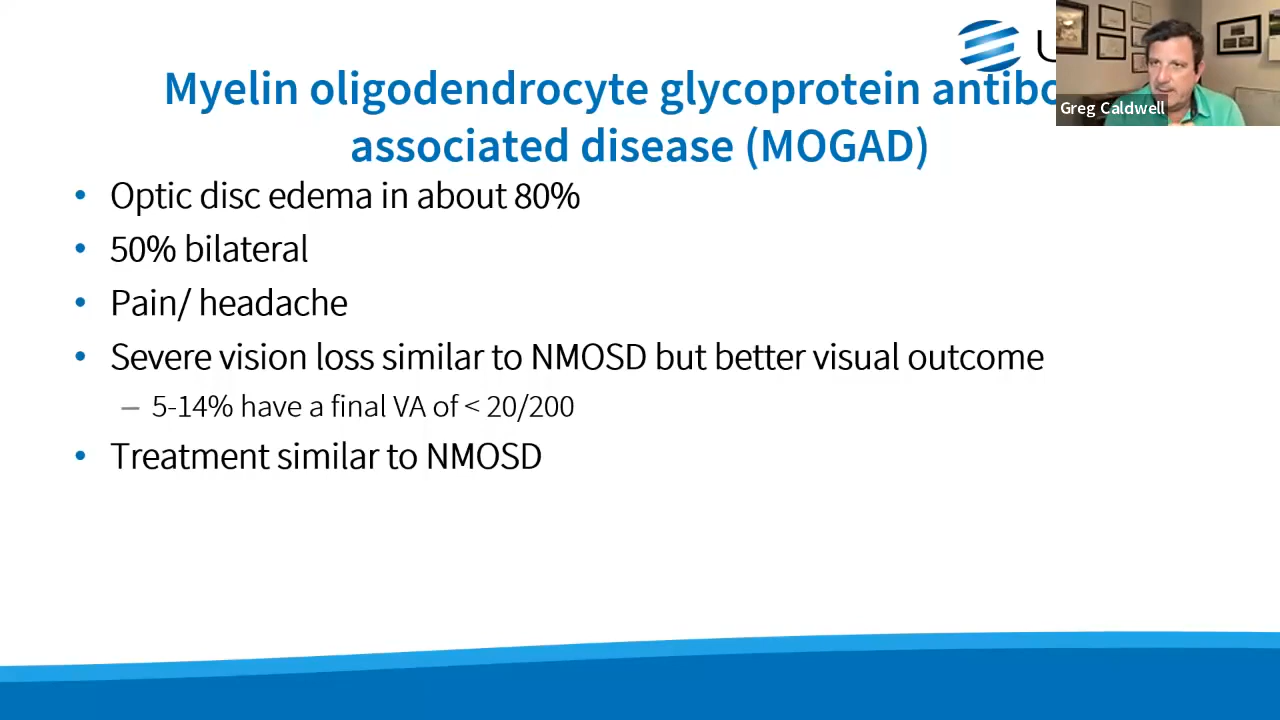 Myelin oligodendrocyte glycoprotein
associated disease (MOGAD)
Greg Caldwell
• Optic disc edema in about 80%
• 50% bilateral
• Pain/ headache
• Severe vision loss similar to NMOSD but better visual outcome
– 5-14% have a final VA of < 20/200
• Treatment similar to NMOSD